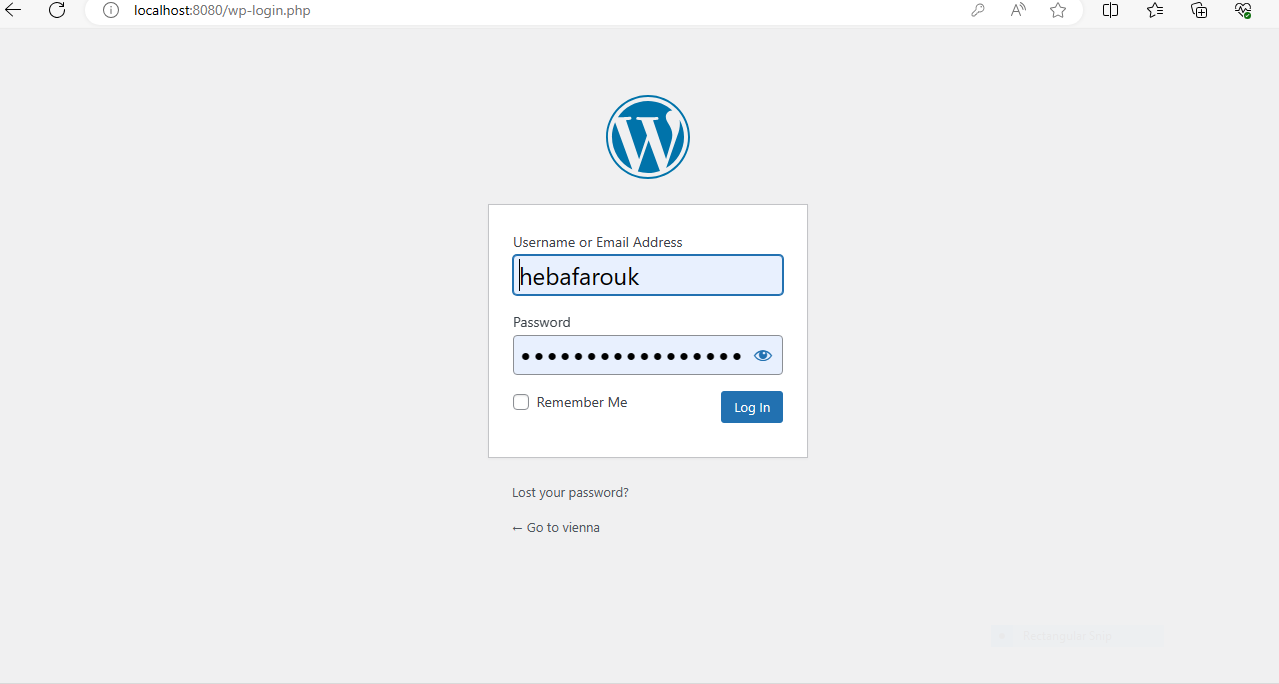 localhost:8080/wp-login.php
Username or Email Address
hebafarouk
Password
Remember Me
Log In
Lost your password?
← Go to vienna
Rectangular Snip